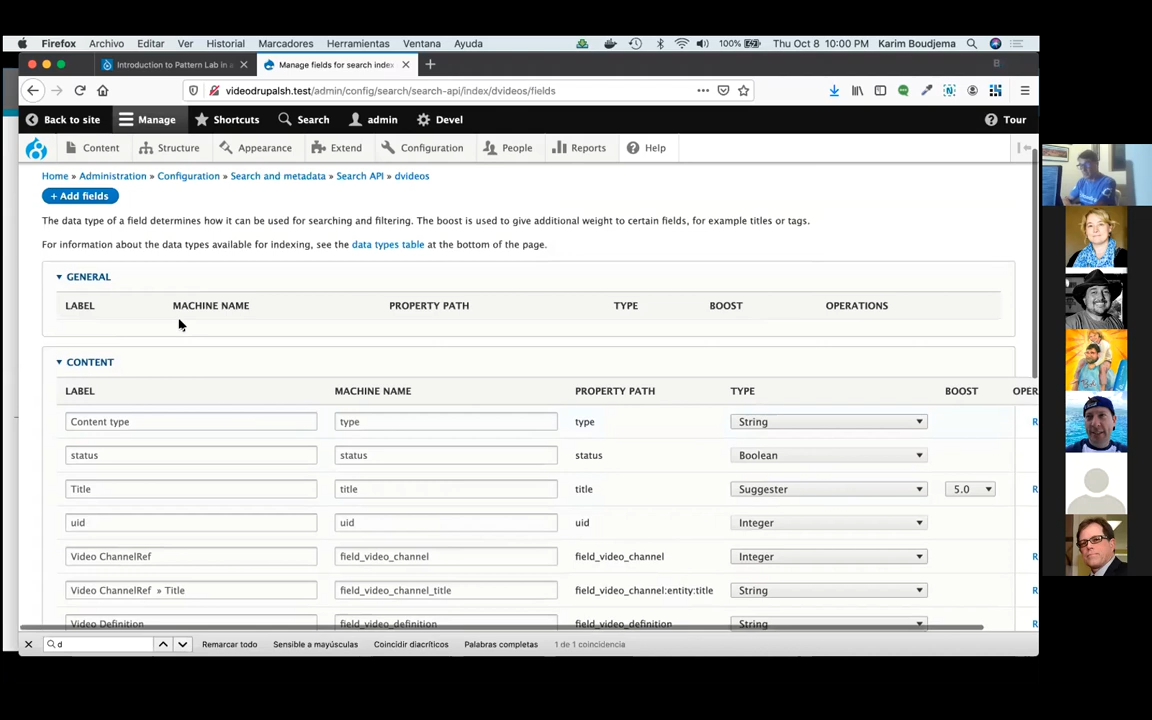 Firefox Archivo Editar Ver Historial Marcadores Herramientas Ventana Ayuda 100% Thu Oct 8 10:00 PM Karim Boudjema
Introduction to Pattern Lab in a × Manage fields for search index × +
videodrupalsh.test/admin/config/search/search-api/index/dvideos/fields
Back to site Manage Shortcuts Search admin Devel Tour
Content Structure Appearance Extend Configuration People Reports Help
Home » Administration » Configuration » Search and metadata » Search API » dvideos
+ Add fields
The data type of a field determines how it can be used for searching and filtering. The boost is used to give additional weight to certain fields, for example titles or tags.
For information about the data types available for indexing, see the data types table at the bottom of the page.
GENERAL
LABEL MACHINE NAME PROPERTY PATH TYPE BOOST OPERATIONS
CONTENT
LABEL MACHINE NAME PROPERTY PATH TYPE BOOST OPER
Content type type type String R
status status status Boolean R
Title title title Suggester 5.0 R
uid uid uid Integer R
Video ChannelRef field_video_channel field_video_channel Integer R
Video ChannelRef » Title field_video_channel_title field_video_channel:entity:title String R
Video Definition field_video_definition field_video_definition String R
d Remarcar todo Sensible a mayúsculas Coincidir diacríticos Palabras completas 1 de 1 coincidencia